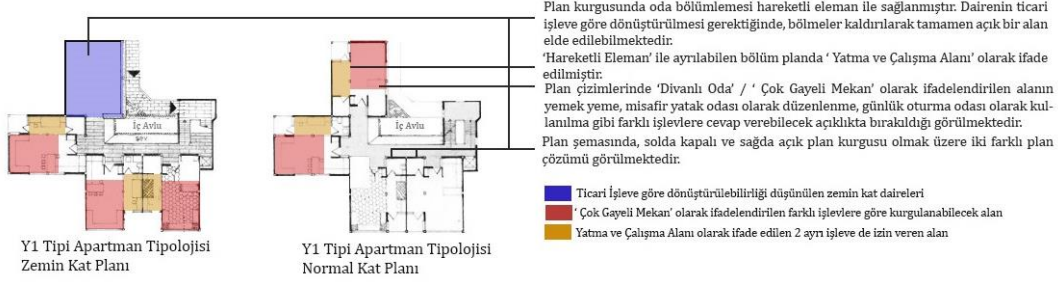 Plan kurgusunda oda bölümlemesi hareketli eleman ile sağlanmıştır. Dairenin ticari
işleve göre dönüştürülmesi gerektiğinde, bölmeler kaldırılarak tamamen açık bir alan
elde edilebilmektedir.
'Hareketli Eleman' ile ayrılabilen bölüm planda ' Yatma ve Çalışma Alanı' olarak ifade
edilmiştir.
Plan çizimlerinde 'Divanlı Oda' / ' Çok Gayeli Mekan' olarak ifadelendirilen alanın
yemek yeme, misafir yatak odası olarak düzenlenme, günlük oturma odası olarak kul-
lanılma gibi farklı işlevlere cevap verebilecek açıklıkta bırakıldığı görülmektedir.
Plan şemasında, solda kapalı ve sağda açık plan kurgusu olmak üzere iki farklı plan
çözümü görülmektedir.
İç Avlu
İç Avlu
Ticari İşleve göre dönüştürülebilirliği düşünülen zemin kat daireleri
' Çok Gayeli Mekan' olarak ifadelendirilen farklı işlevlere göre kurgulanabilecek alan
Yatma ve Çalışma Alanı olarak ifade edilen 2 ayrı işleve de izin veren alan
Y1 Tipi Apartman Tipolojisi
Zemin Kat Planı
Y1 Tipi Apartman Tipolojisi
Normal Kat Planı